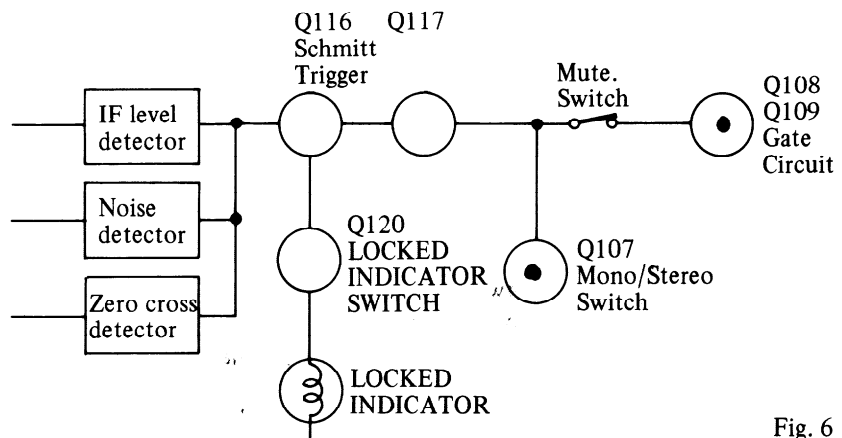 Q116
Schmitt
Trigger
Q117
Mute.
Switch
Q108
Q109
Gate
Circuit
IF level
detector
Noise
detector
Zero cross
detector
Q120
LOCKED
INDICATOR
SWITCH
Q107
Mono/Stereo
Switch
LOCKED
INDICATOR
Fig. 6